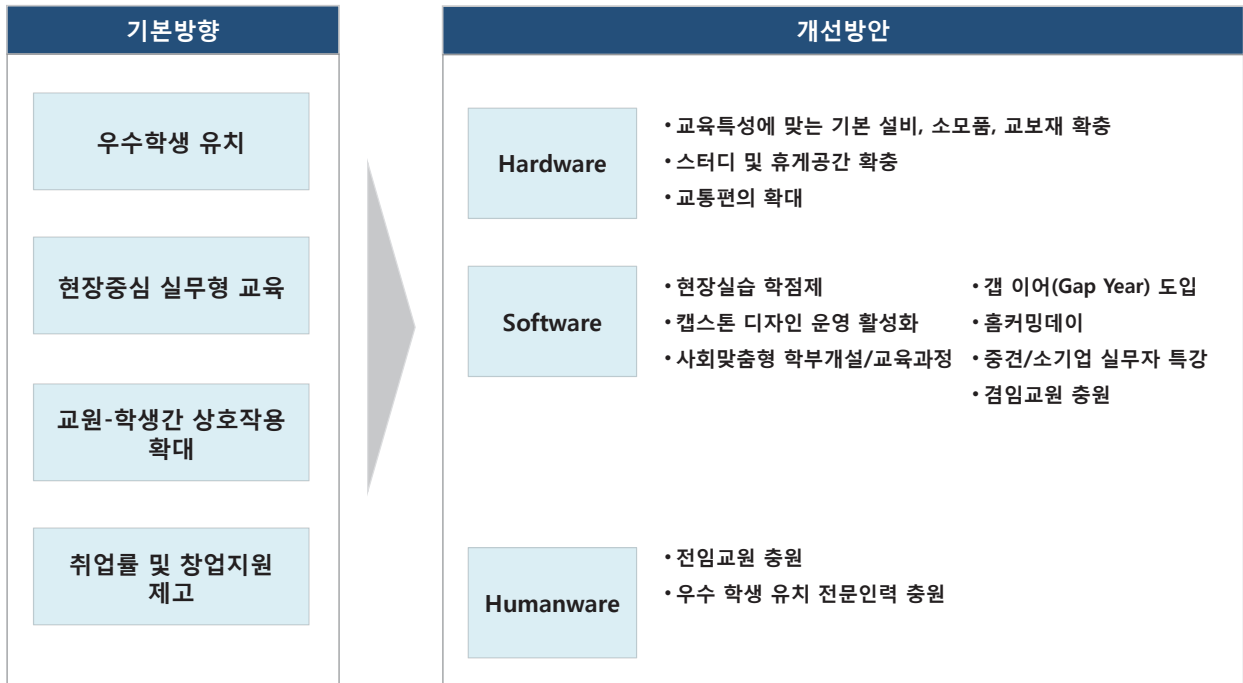 기본방향
우수학생 유치
현장중심 실무형 교육
교원-학생간 상호작용
확대
취업률 및 창업지원
제고
개선방안
Hardware
• 교육특성에 맞는 기본 설비, 소모품, 교보재 확충
• 스터디 및 휴게공간 확충
• 교통편의 확대
Software
• 현장실습 학점제
• 캡스톤 디자인 운영 활성화
• 사회맞춤형 학부개설/교육과정
• 갭 이어(Gap Year) 도입
• 홈커밍데이
• 중견/소기업 실무자 특강
• 겸임교원 충원
Humanware
• 전임교원 충원
• 우수 학생 유치 전문인력 충원